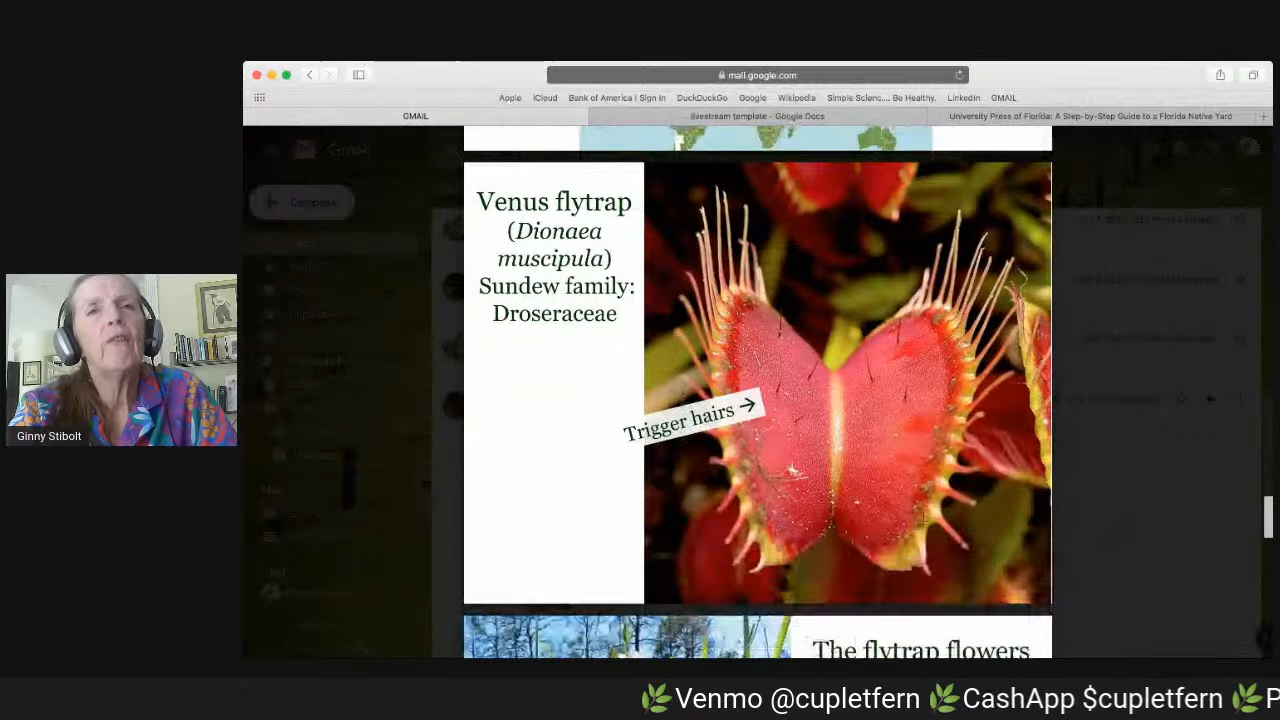 mail.google.com
Apple iCloud Bank of America | Sign In DuckDuckGo Google Wikipedia Simple Scienc.... Be Healthy. LinkedIn GMAIL
GMAIL livestream template - Google Docs University Press of Florida: A Step-by-Step Guide to a Florida Native Yard
Gmail
Compose
Venus flytrap
(Dionaea
muscipula)
Sundew family:
Droseraceae
Trigger hairs →
Ginny Stibolt
The flytrap flowers
🌿Venmo @cupletfern 🌿CashApp $cupletfern 🌿P